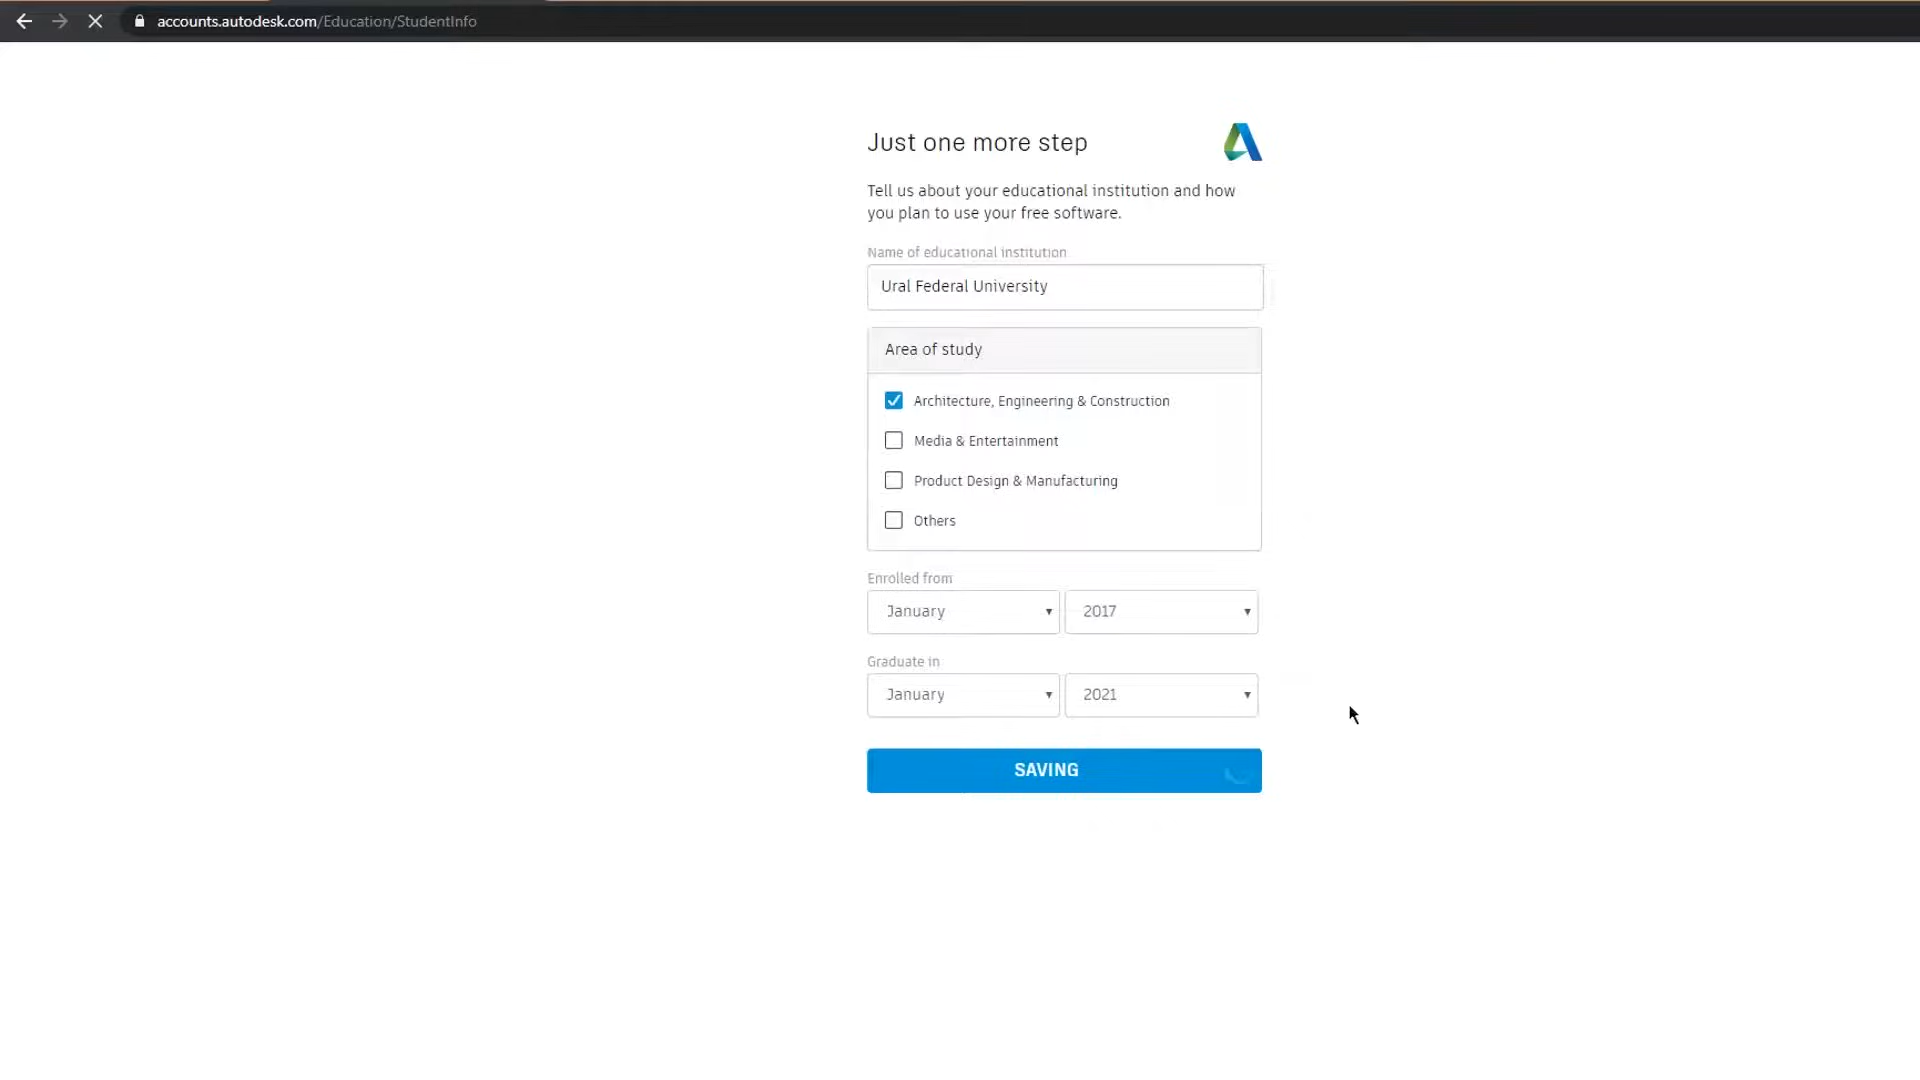 accounts.autodesk.com/Education/StudentInfo
Just one more step
Tell us about your educational institution and how
you plan to use your free software.
Name of educational institution
Ural Federal University
Area of study
Architecture, Engineering & Construction
Media & Entertainment
Product Design & Manufacturing
Others
Enrolled from
January 2017
Graduate in
January 2021
SAVING